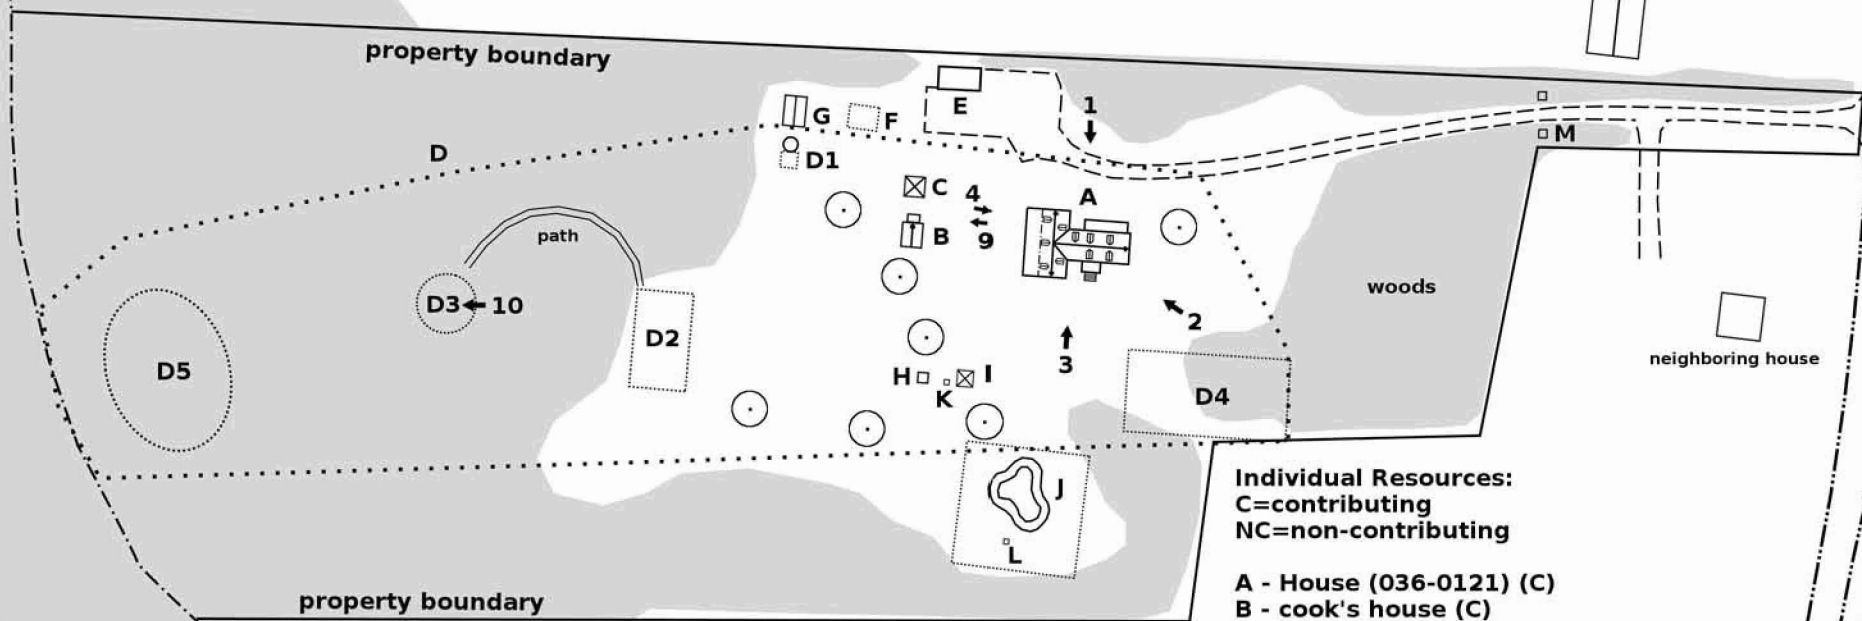 property boundary
E
1
G
F
M
D
D1
C
4
A
B
9
path
woods
D3
10
2
D2
neighboring house
3
D5
H
I
K
D4
J
L
Individual Resources:
C=contributing
NC=non-contributing
A - House (036-0121) (C)
B - cook's house (C)
property boundary